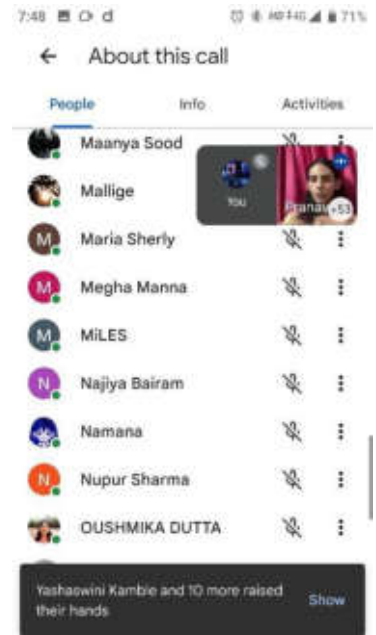 7:48 71%
About this call
People Info Activities
Maanya Sood
Mallige
You
Pranav +53
M Maria Sherly
M Megha Manna
M MiLES
N Najiya Bairam
Namana
N Nupur Sharma
OUSHMIKA DUTTA
Yashaswini Kamble and 10 more raised
their hands
Show